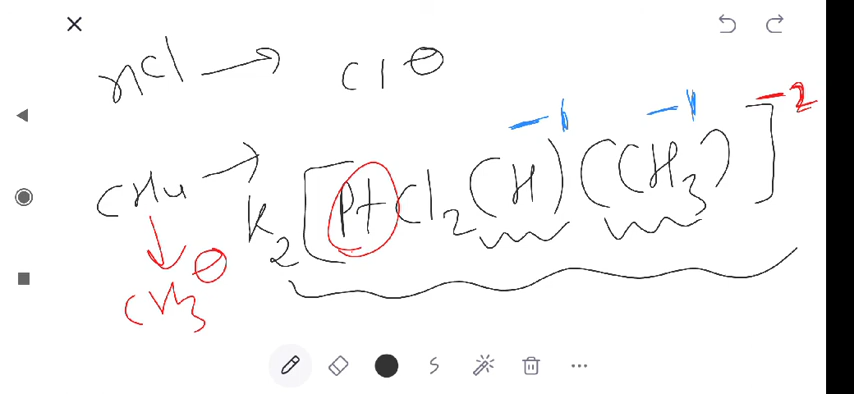 HCl → Cl⊖
-1 -1 -2
CH4 → K2[PtCl2(H)(CH3)]
CH3⊖